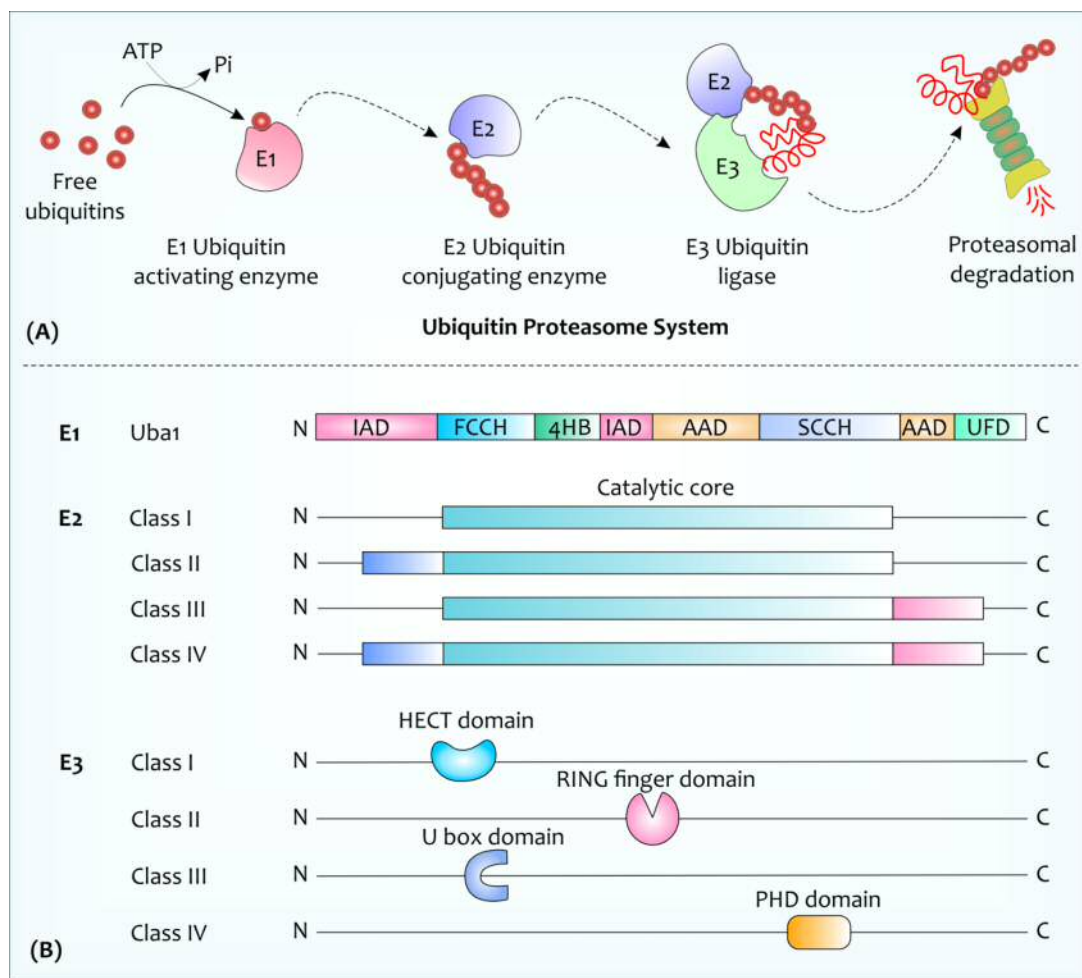 ATP
Pi
E1
E2
E2
E3
Free
ubiquitins
E1 Ubiquitin
activating enzyme
E2 Ubiquitin
conjugating enzyme
E3 Ubiquitin
ligase
Proteasomal
degradation
(A)
Ubiquitin Proteasome System
E1 Uba1 N IAD FCCH 4HB IAD AAD SCCH AAD UFD C
Catalytic core
E2 Class I N C
Class II N C
Class III N C
Class IV N C
HECT domain
E3 Class I N C
RING finger domain
Class II N C
U box domain
Class III N C
PHD domain
Class IV N C
(B)